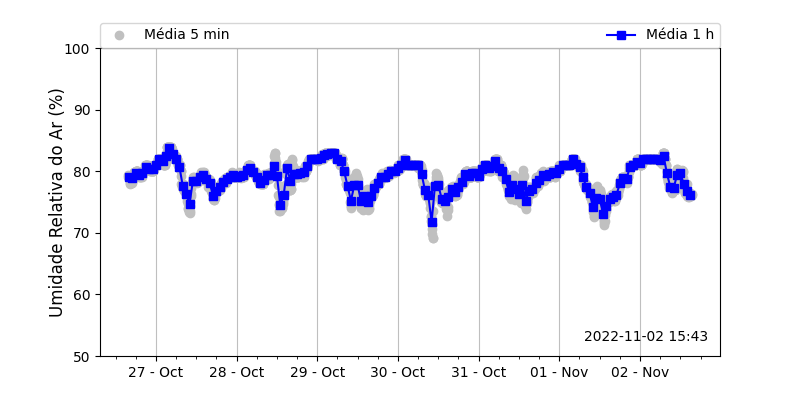 Média 5 min
Média 1 h
Umidade Relativa do Ar (%)
100
90
80
70
60
50
2022-11-02 15:43
27 - Oct
28 - Oct
29 - Oct
30 - Oct
31 - Oct
01 - Nov
02 - Nov